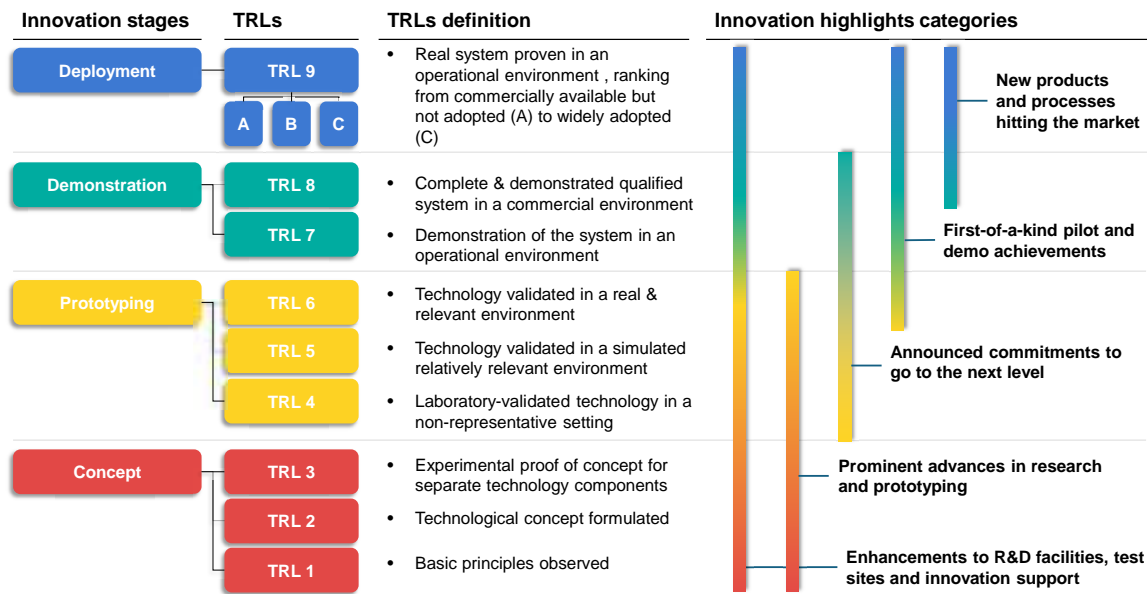 Innovation stages
TRLs
TRLs definition
Innovation highlights categories
Deployment
TRL 9
A
B
C
• Real system proven in an
operational environment , ranking
from commercially available but
not adopted (A) to widely adopted
(C)
New products
and processes
hitting the market
Demonstration
TRL 8
• Complete & demonstrated qualified
system in a commercial environment
TRL 7
• Demonstration of the system in an
operational environment
First-of-a-kind pilot and
demo achievements
Prototyping
TRL 6
• Technology validated in a real &
relevant environment
TRL 5
• Technology validated in a simulated
relatively relevant environment
Announced commitments to
go to the next level
TRL 4
• Laboratory-validated technology in a
non-representative setting
Concept
TRL 3
• Experimental proof of concept for
separate technology components
Prominent advances in research
and prototyping
TRL 2
• Technological concept formulated
TRL 1
• Basic principles observed
Enhancements to R&D facilities, test
sites and innovation support